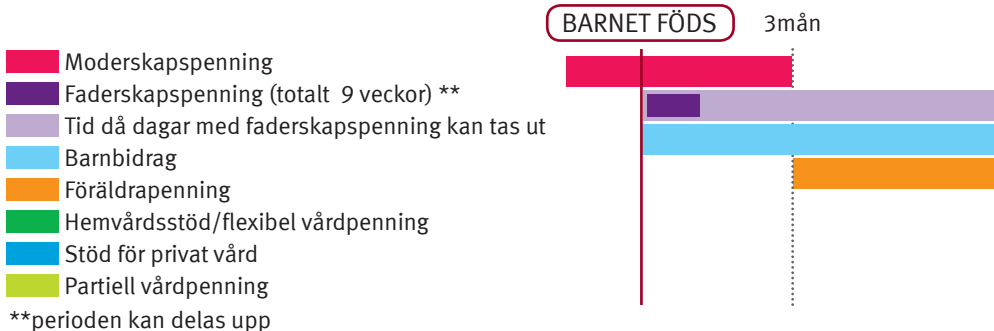 BARNET FÖDS 3mån
Moderskapspenning
Faderskapspenning (totalt 9 veckor) **
Tid då dagar med faderskapspenning kan tas ut
Barnbidrag
Föräldrapenning
Hemvårdsstöd/flexibel vårdpenning
Stöd för privat vård
Partiell vårdpenning
**perioden kan delas upp